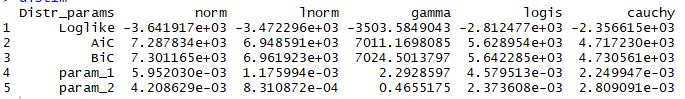 Distr_params norm lnorm gamma logis cauchy
1 Loglike -3.641917e+03 -3.472296e+03 -3503.5849043 -2.812477e+03 -2.356615e+03
2 AiC 7.287834e+03 6.948591e+03 7011.1698085 5.628954e+03 4.717230e+03
3 BiC 7.301165e+03 6.961923e+03 7024.5013797 5.642285e+03 4.730561e+03
4 param_1 5.952030e-03 1.175994e-03 2.2928597 4.579513e-03 2.249947e-03
5 param_2 4.208629e-03 8.310872e-04 0.4655175 2.373608e-03 2.809091e-03